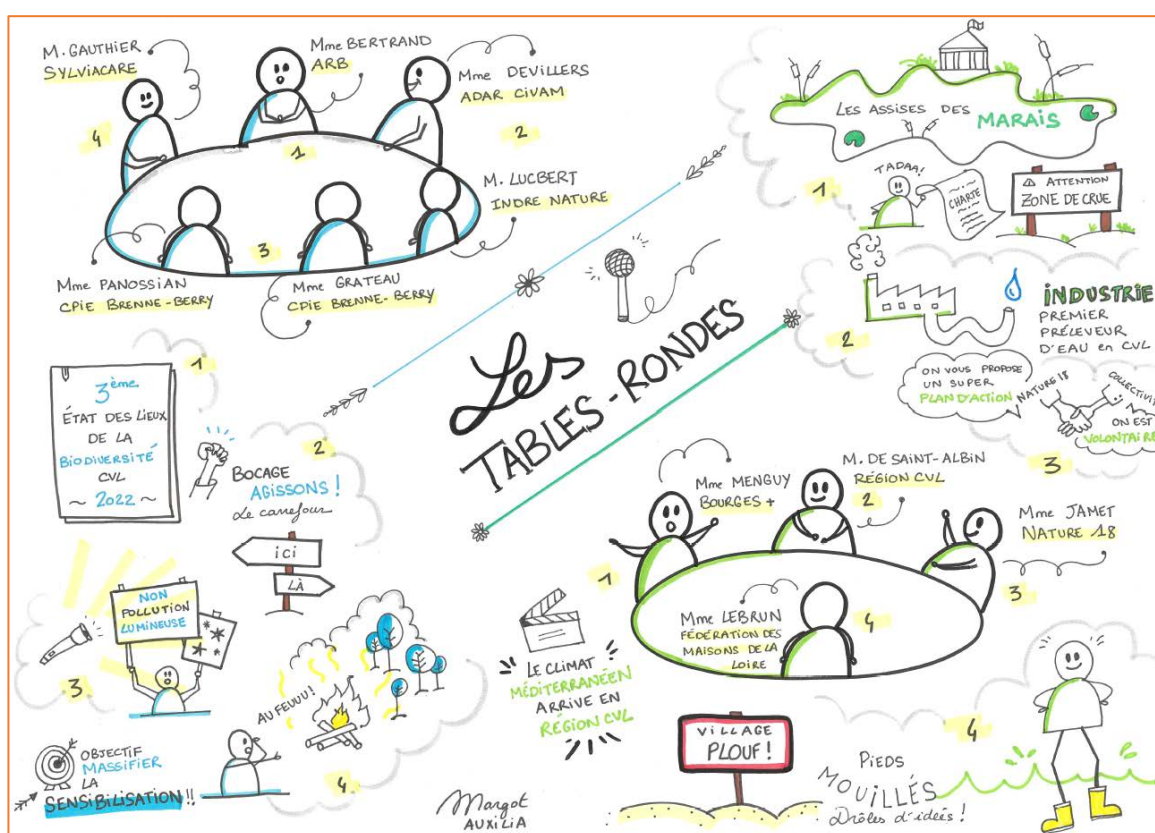 M. GAUTHIER
SYLVIACARE
4
Mme BERTRAND
ARB
1
Mme DEVILLERS
ADAR CIVAM
2
M. LUCBERT
INDRE NATURE
3
Mme PANOSSIAN
CPIE BRENNE-BERRY
Mme GRATEAU
CPIE BRENNE-BERRY
1
3ème
ÉTAT DES LIEUX
DE LA
BIODIVERSITÉ
CVL
~ 2022 ~
2
BOCAGE
AGISSONS !
Le carrefour
ici
LÀ
3
NON
POLLUTION
LUMINEUSE
AU FEUUU !
4
OBJECTIF
MASSIFIER
LA
SENSIBILISATION !!
Les
TABLES-RONDES
LES ASSISES DES MARAIS
1
TADAA!
CHARTE
⚠ ATTENTION
ZONE DE CRUE
2
INDUSTRIE
PREMIER
PRÉLEVEUR
D'EAU en CVL
ON VOUS PROPOSE
UN SUPER
PLAN D'ACTION
NATURE 18
ON EST
VOLONTAIRE
3
Mme MENGUY
BOURGES +
1
M. DE SAINT-ALBIN
RÉGION CVL
2
Mme JAMET
NATURE 18
3
Mme LEBRUN
FÉDÉRATION DES
MAISONS DE LA
LOIRE
4
LE CLIMAT
MÉDITERRANÉEN
ARRIVE EN
RÉGION CVL
VILLAGE
PLOUF !
4
PIEDS
MOUILLÉS
Drôles d'idées !
Margot
AUXILIA